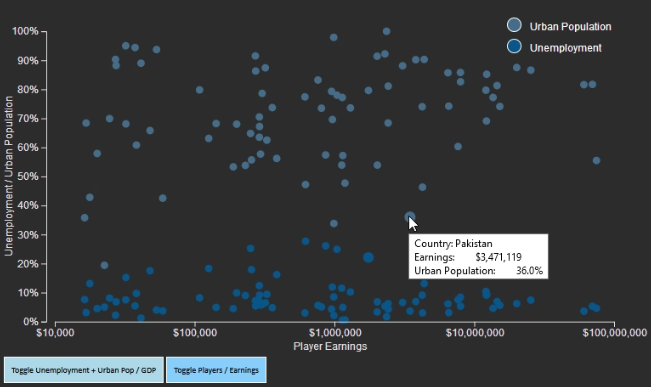 100%
90%
80%
70%
60%
50%
40%
30%
20%
10%
0%
Unemployment / Urban Population
Urban Population
Unemployment
Country: Pakistan
Earnings: $3,471,119
Urban Population: 36.0%
$10,000 $100,000 $1,000,000 $10,000,000 $100,000,000
Player Earnings
Toggle Unemployment + Urban Pop / GDP
Toggle Players / Earnings